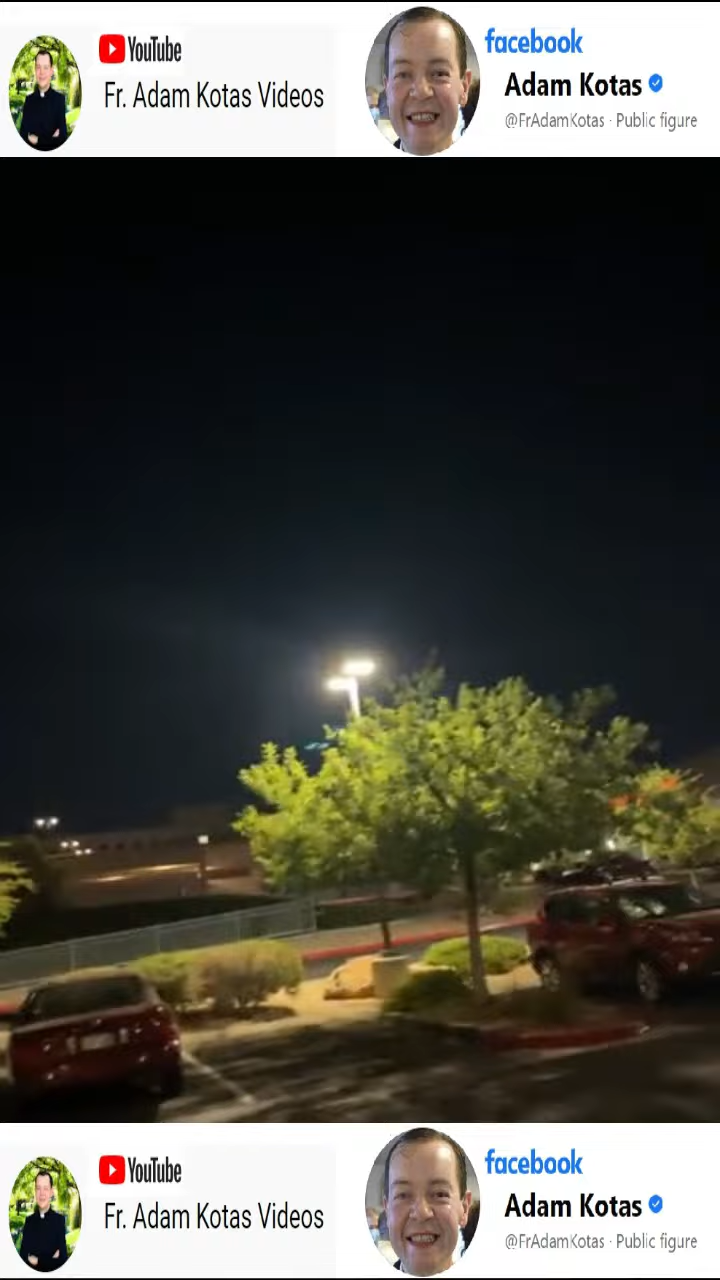 YouTube
Fr. Adam Kotas Videos
facebook
Adam Kotas
@FrAdamKotas · Public figure
YouTube
Fr. Adam Kotas Videos
facebook
Adam Kotas
@FrAdamKotas · Public figure